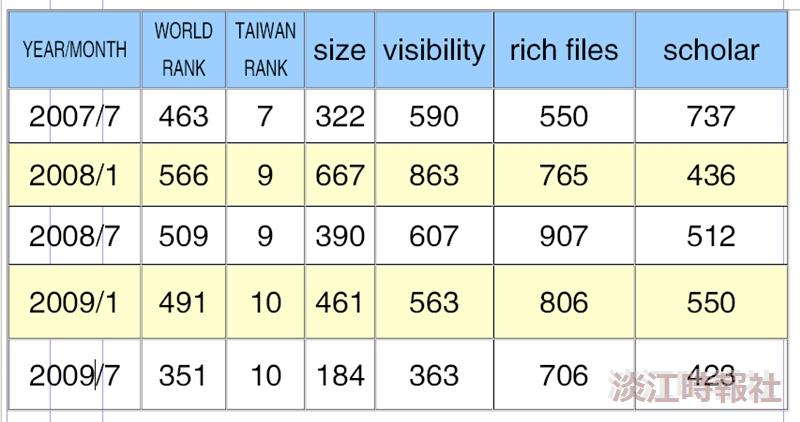 YEAR/MONTH WORLD RANK TAIWAN RANK size visibility rich files scholar
2007/7 463 7 322 590 550 737
2008/1 566 9 667 863 765 436
2008/7 509 9 390 607 907 512
2009/1 491 10 461 563 806 550
2009/7 351 10 184 363 706 423
淡江時報社